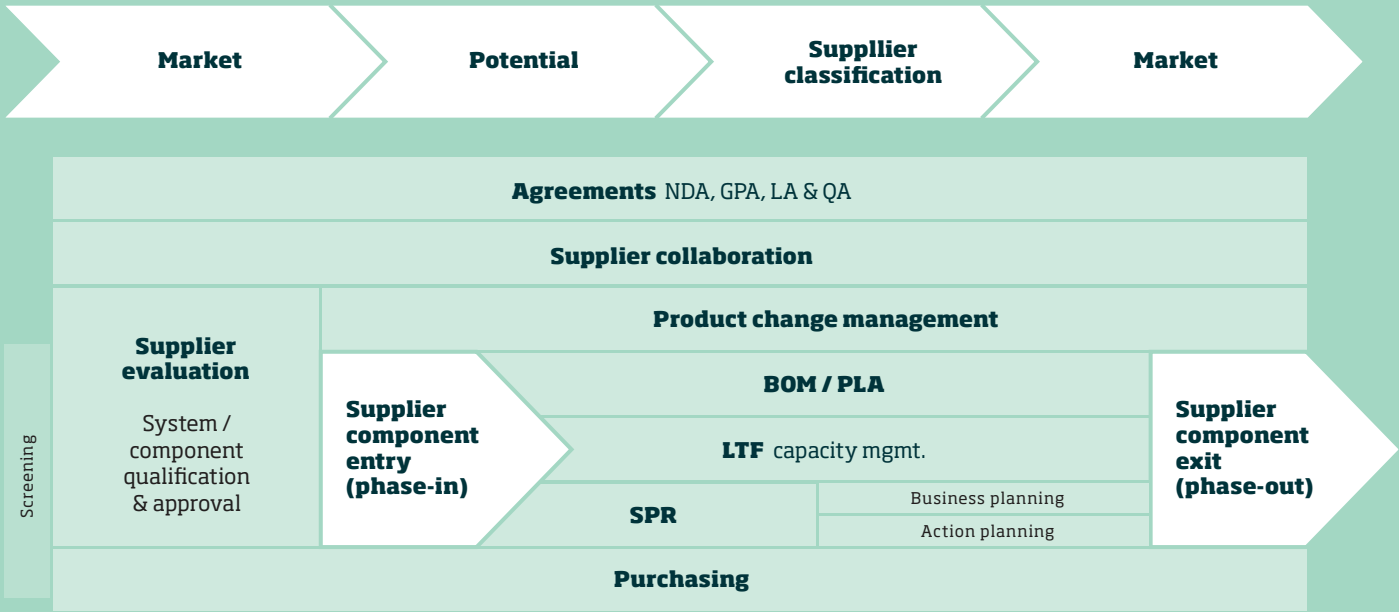 Market
Potential
Suppllier
classification
Market
Agreements NDA, GPA, LA & QA
Supplier collaboration
Product change management
Supplier
evaluation
System /
component
qualification
& approval
Screening
Supplier
component
entry
(phase-in)
BOM / PLA
LTF capacity mgmt.
SPR
Business planning
Action planning
Supplier
component
exit
(phase-out)
Purchasing